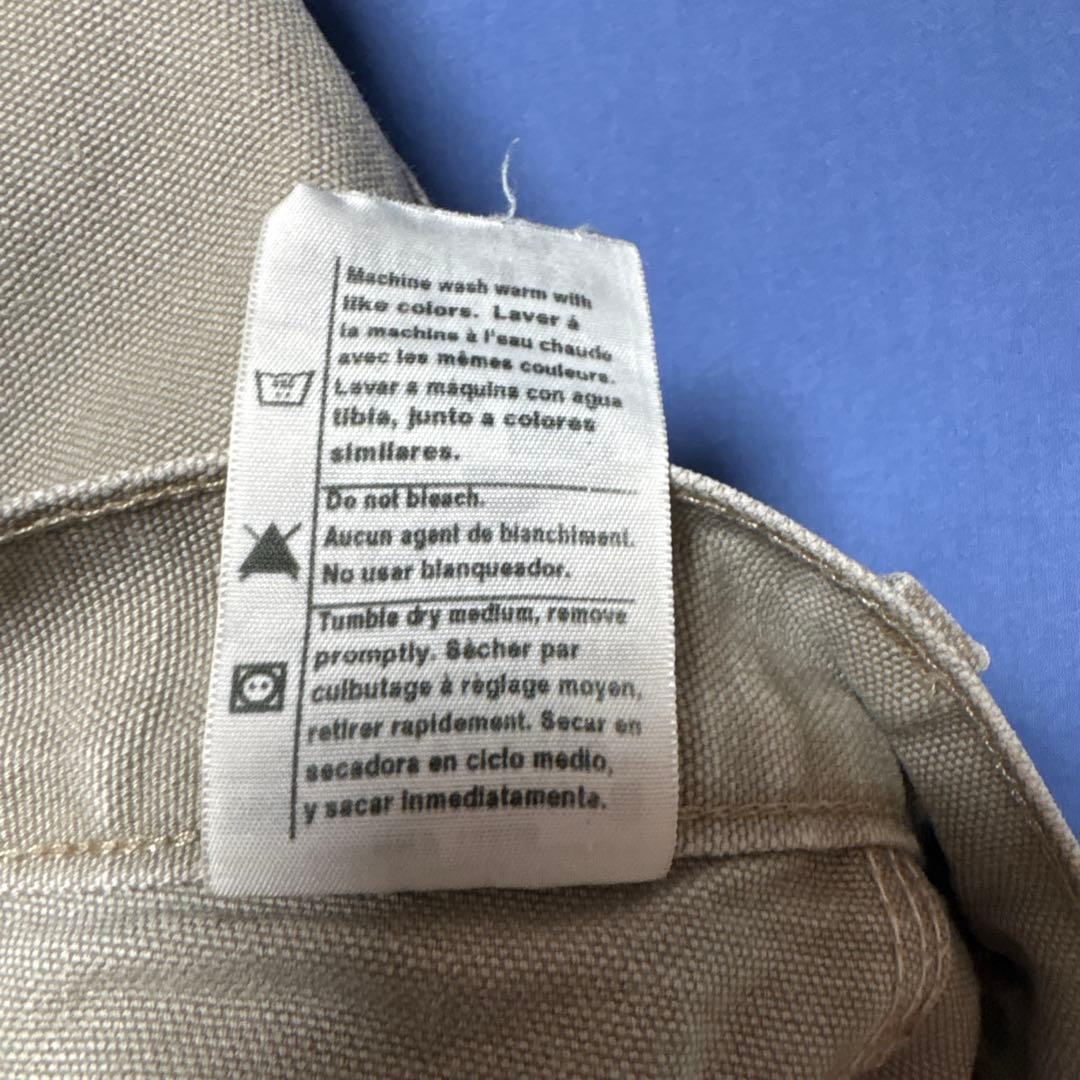 Machine wash warm with
like colors. Laver à
la machine à l'eau chaude
avec les mêmes couleurs.
Lavar a maquina con agua
tibia, junto a colores
similares.
Do not bleach.
Aucun agent de blanchiment.
No usar blanqueador.
Tumble dry medium, remove
promptly. Sécher par
culbutage à réglage moyen,
retirer rapidement. Secar en
secadora en ciclo medio,
y sacar inmediatamente.